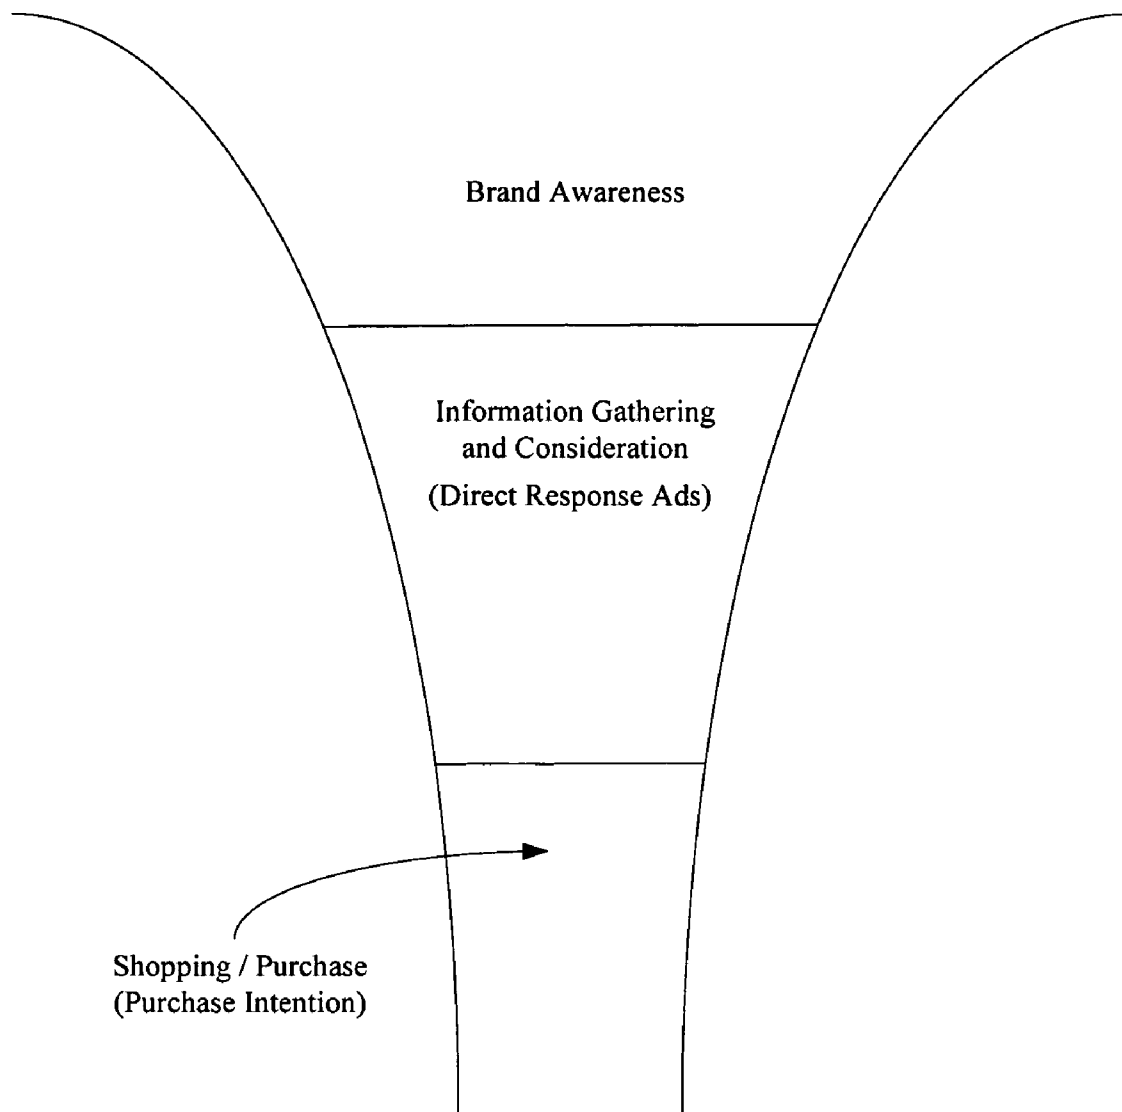 Brand Awareness
Information Gathering
and Consideration
(Direct Response Ads)
Shopping / Purchase
(Purchase Intention)